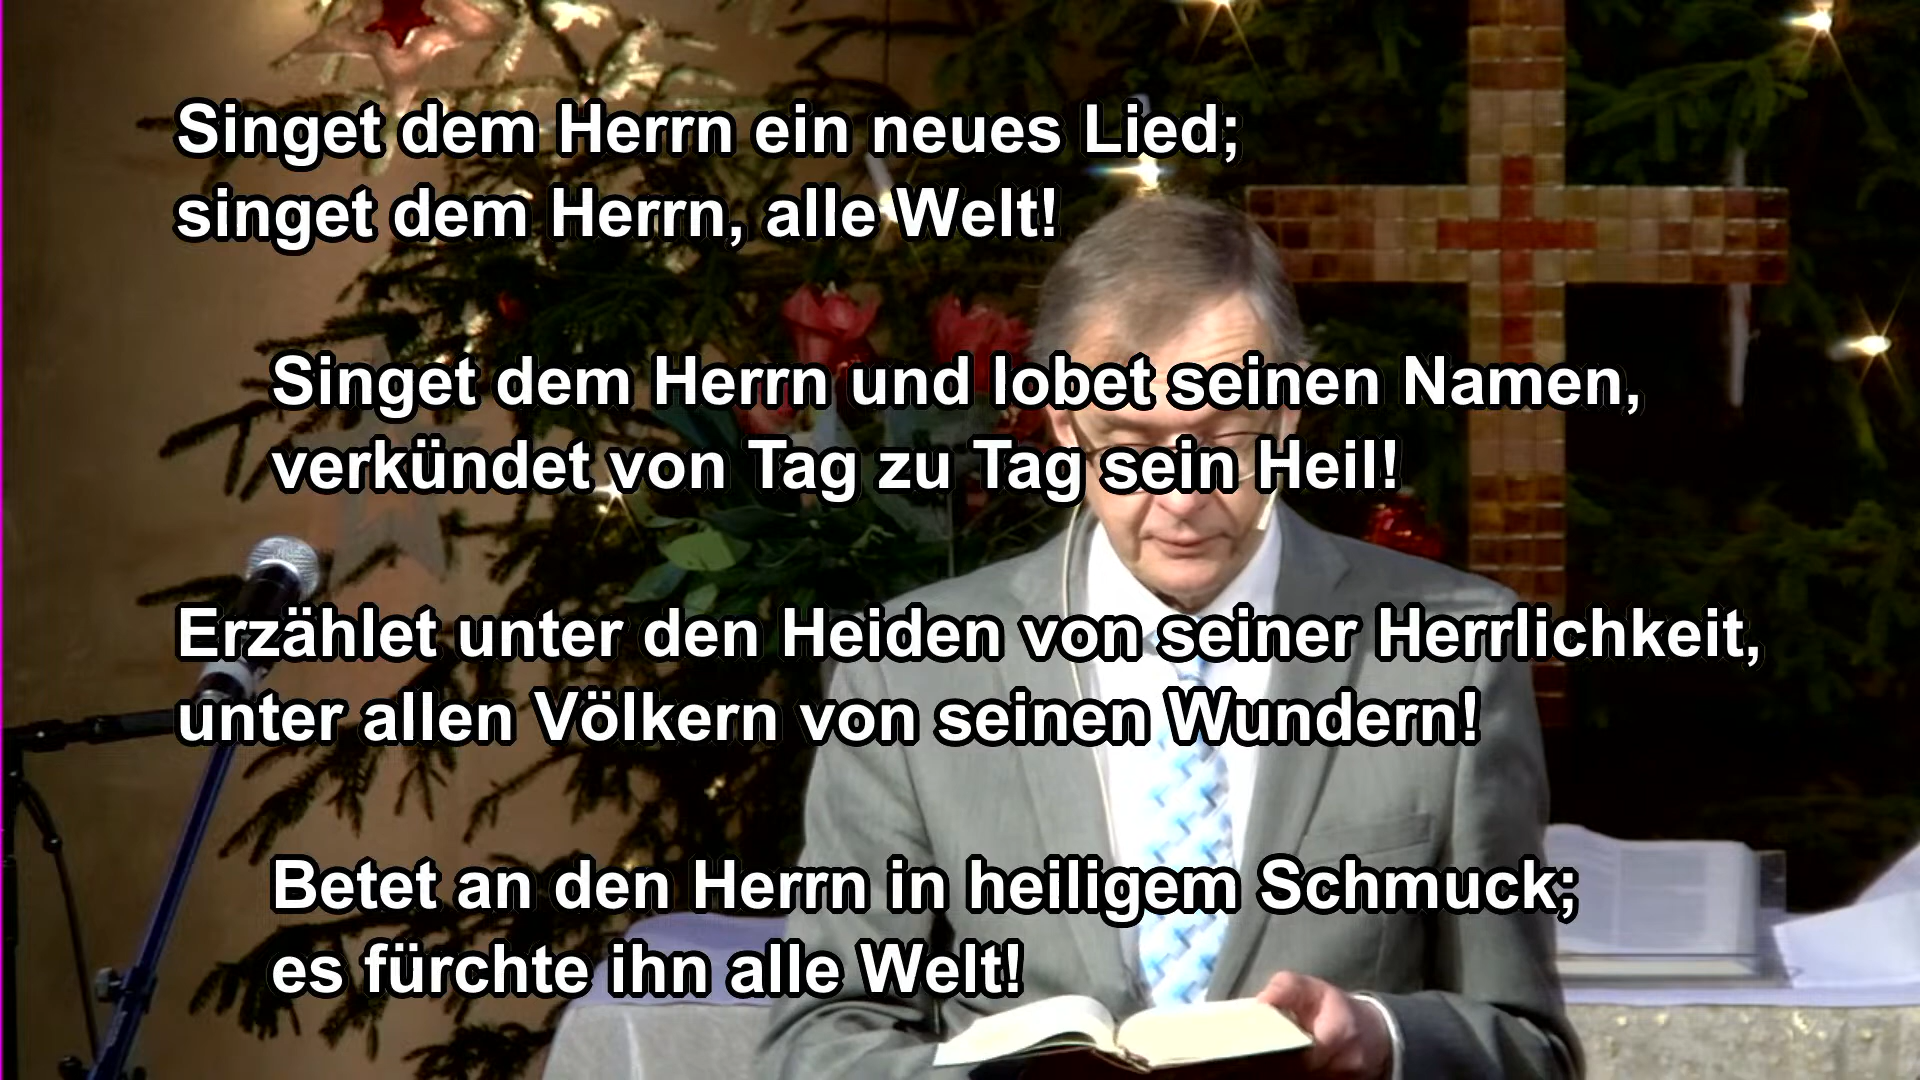 Singet dem Herrn ein neues Lied;
singet dem Herrn, alle Welt!
Singet dem Herrn und lobet seinen Namen,
verkündet von Tag zu Tag sein Heil!
Erzählet unter den Heiden von seiner Herrlichkeit,
unter allen Völkern von seinen Wundern!
Betet an den Herrn in heiligem Schmuck;
es fürchte ihn alle Welt!